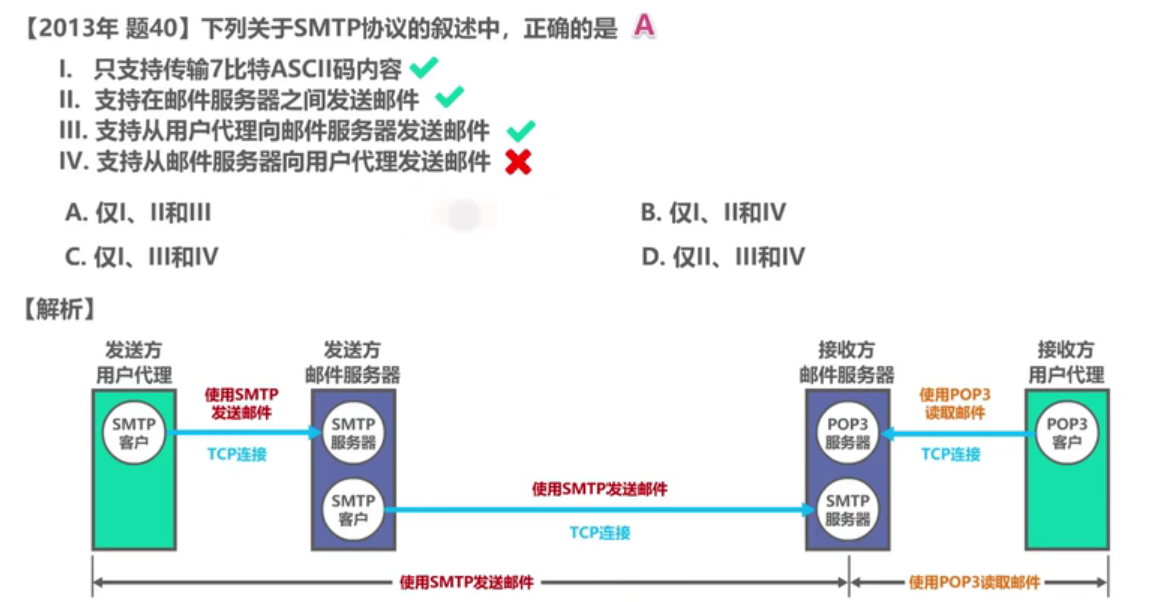 【2013年 题40】下列关于SMTP协议的叙述中，正确的是 A
I. 只支持传输7比特ASCII码内容
II. 支持在邮件服务器之间发送邮件
III. 支持从用户代理向邮件服务器发送邮件
IV. 支持从邮件服务器向用户代理发送邮件
A. 仅I、II和III
B. 仅I、II和IV
C. 仅I、III和IV
D. 仅II、III和IV
【解析】
发送方
用户代理
发送方
邮件服务器
接收方
邮件服务器
接收方
用户代理
SMTP
客户
使用SMTP
发送邮件
TCP连接
SMTP
服务器
POP3
服务器
使用POP3
读取邮件
TCP连接
POP3
客户
SMTP
客户
使用SMTP发送邮件
TCP连接
SMTP
服务器
使用SMTP发送邮件
使用POP3读取邮件